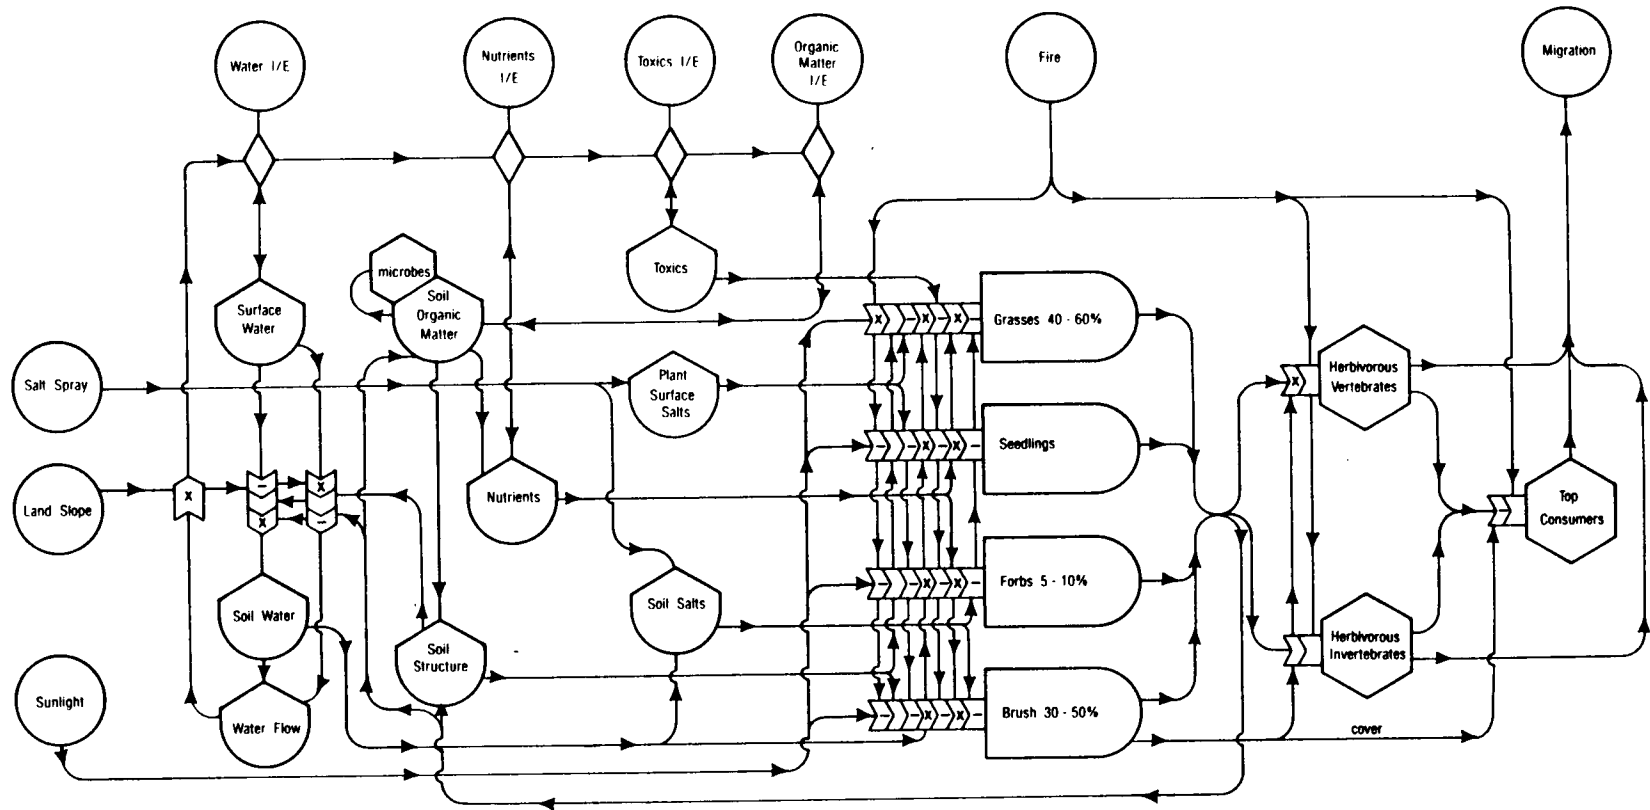 Water I/E
Nutrients
I/E
Toxics I/E
Organic
Matter
I/E
Fire
Migration
microbes
Soil
Organic
Matter
Toxics
Surface
Water
Grasses 40 - 60%
Salt Spray
Plant
Surface
Salts
Herbivorous
Vertebrates
Seedlings
Land Slope
Nutrients
Top
Consumers
Forbs 5 - 10%
Soil Water
Soil Salts
Soil
Structure
Herbivorous
Invertebrates
Sunlight
Water Flow
Brush 30 - 50%
cover